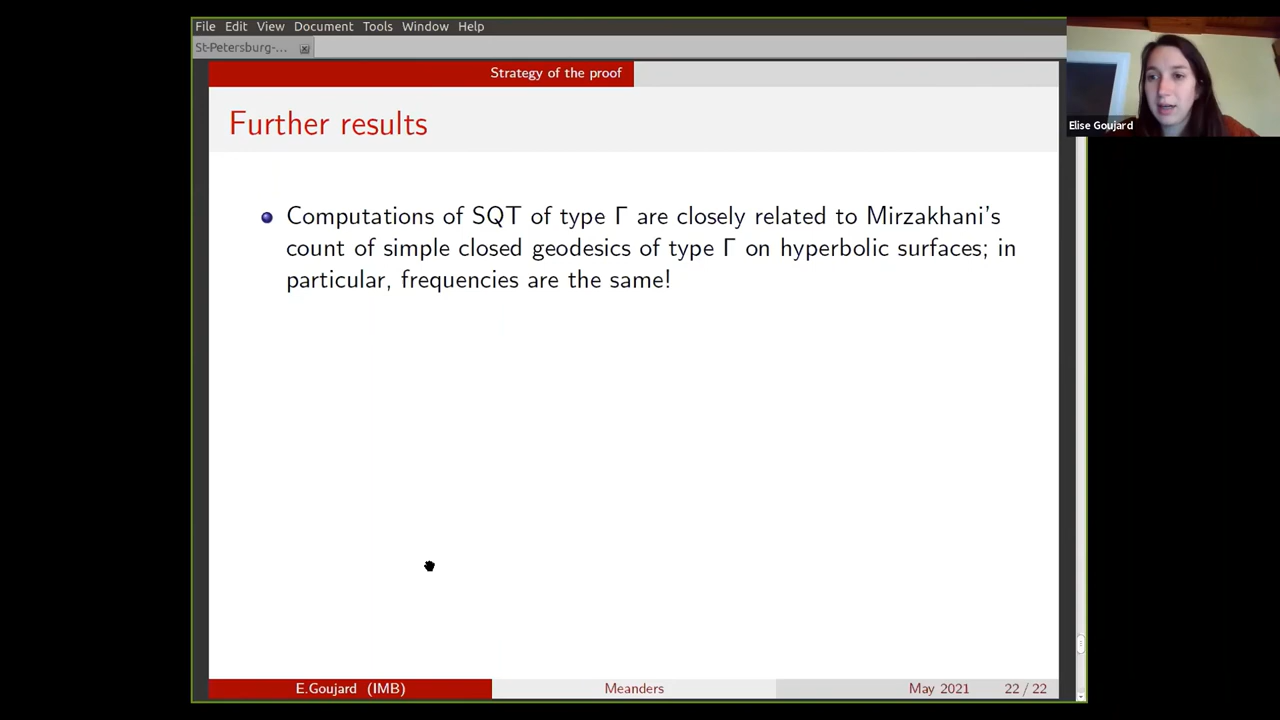 File Edit View Document Tools Window Help
St-Petersburg-...
Strategy of the proof
Further results
Elise Goujard
Computations of SQT of type Γ are closely related to Mirzakhani's
count of simple closed geodesics of type Γ on hyperbolic surfaces; in
particular, frequencies are the same!
E.Goujard (IMB) Meanders May 2021 22 / 22